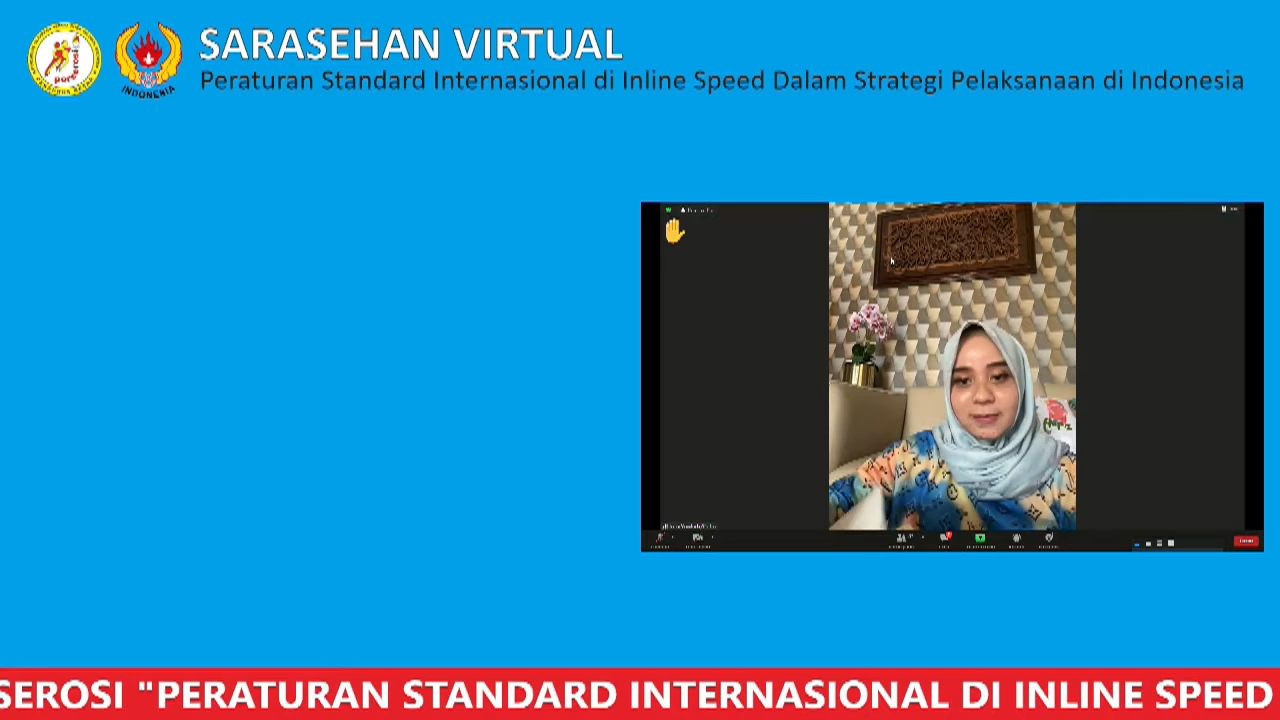 SARASEHAN VIRTUAL
Peraturan Standard Internasional di Inline Speed Dalam Strategi Pelaksanaan di Indonesia
porserosi
INDONESIA
SEROSI "PERATURAN STANDARD INTERNASIONAL DI INLINE SPEED